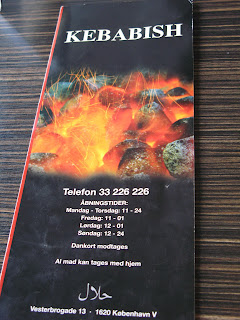 KEBABISH
Telefon 33 226 226
ÅBNINGSTIDER:
Mandag - Torsdag: 11 - 24
Fredag: 11 - 01
Lørdag: 12 - 01
Søndag: 12 - 24
Dankort modtages
Al mad kan tages med hjem
حلال
Vesterbrogade 13 · 1620 København V